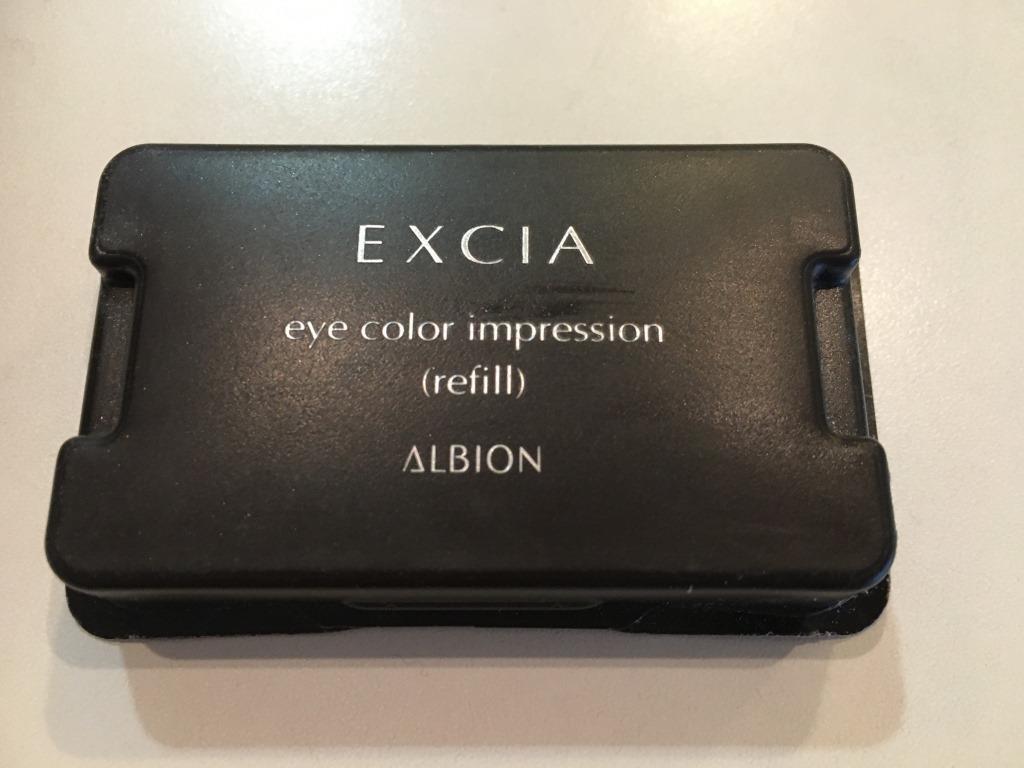 EXCIA
eye color impression
(refill)
ALBION